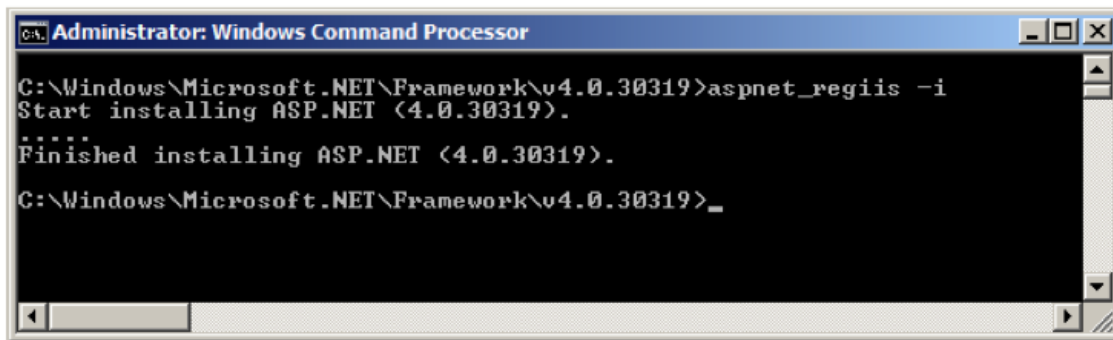 Administrator: Windows Command Processor
C:\Windows\Microsoft.NET\Framework\v4.0.30319>aspnet_regiis -i
Start installing ASP.NET (4.0.30319).
.....
Finished installing ASP.NET (4.0.30319).
C:\Windows\Microsoft.NET\Framework\v4.0.30319>_